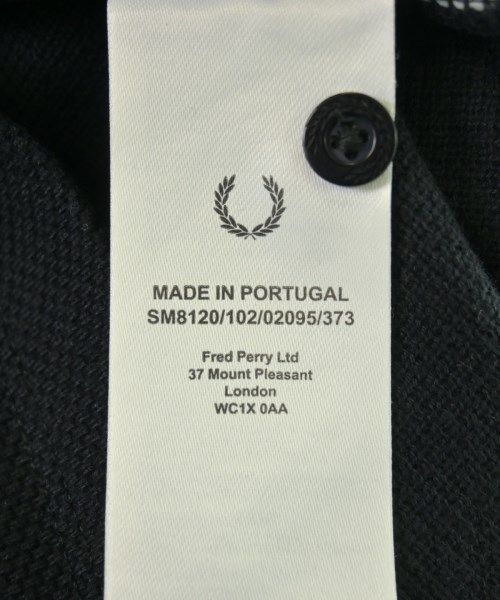 MADE IN PORTUGAL
SM8120/102/02095/373
Fred Perry Ltd
37 Mount Pleasant
London
WC1X 0AA